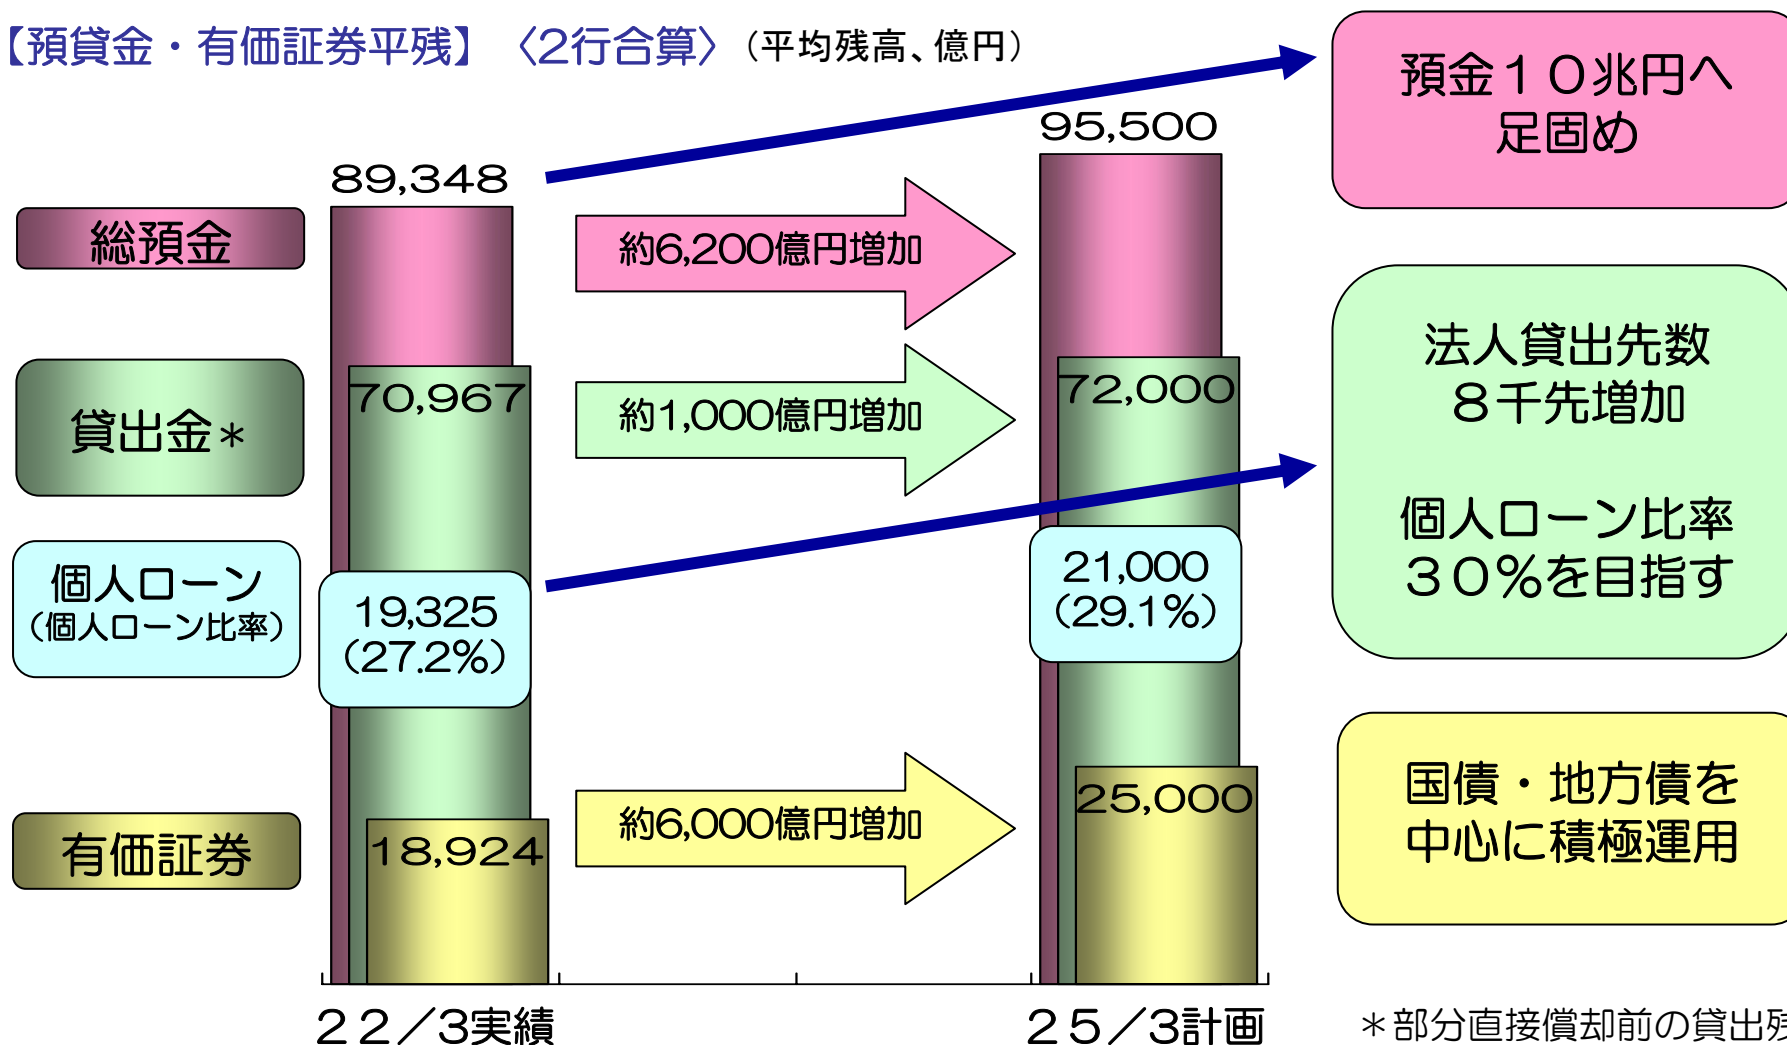 【預貸金・有価証券平残】 〈2行合算〉 （平均残高、億円）
預金１０兆円へ
足固め
95,500
89,348
総預金
約6,200億円増加
法人貸出先数
８千先増加
個人ローン比率
３０％を目指す
70,967
72,000
貸出金＊
約1,000億円増加
個人ローン
（個人ローン比率）
19,325
（27.2%）
21,000
（29.1%）
国債・地方債を
中心に積極運用
有価証券
18,924
約6,000億円増加
25,000
２２／3実績
２５／3計画
＊部分直接償却前の貸出残